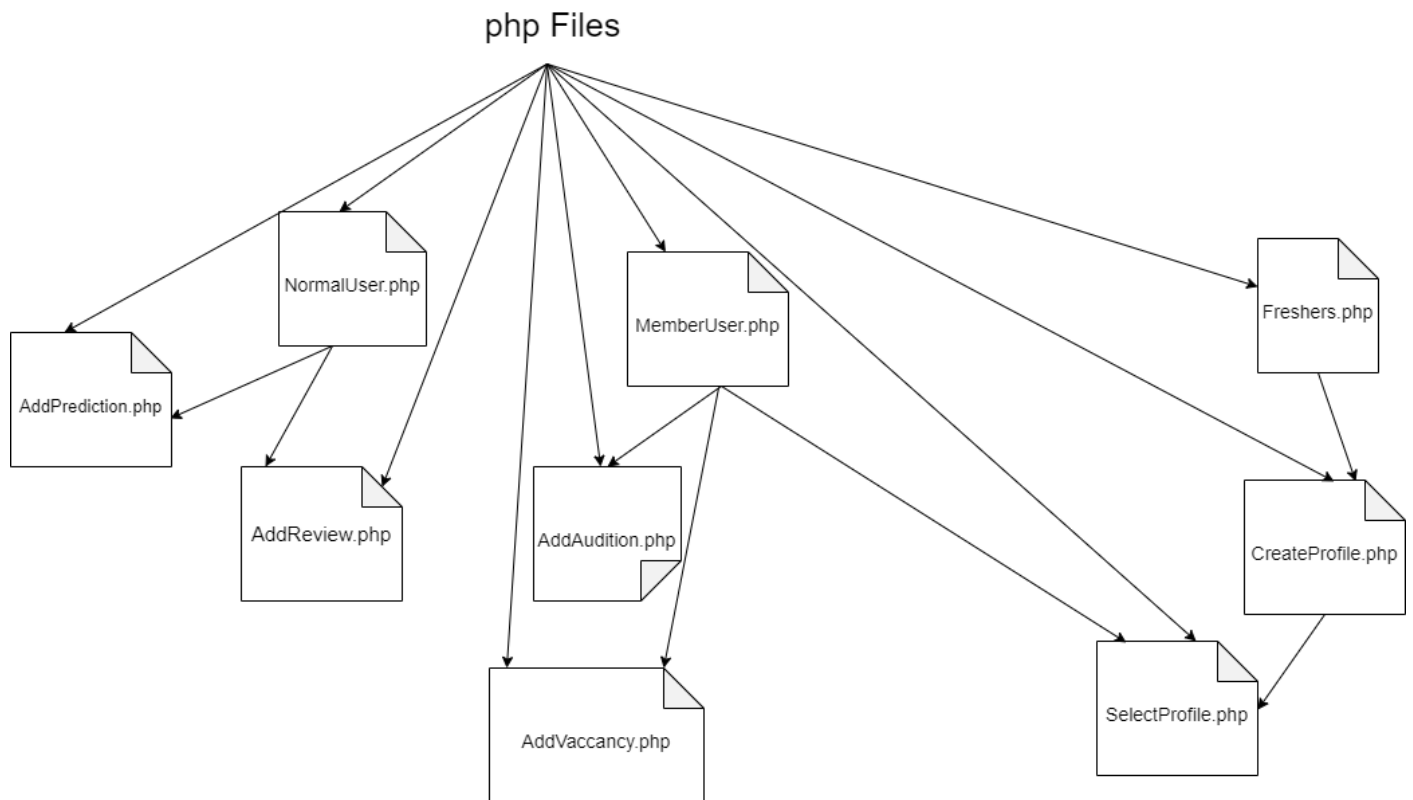 php Files
NormalUser.php
MemberUser.php
Freshers.php
AddPrediction.php
AddReview.php
AddAudition.php
CreateProfile.php
SelectProfile.php
AddVaccancy.php